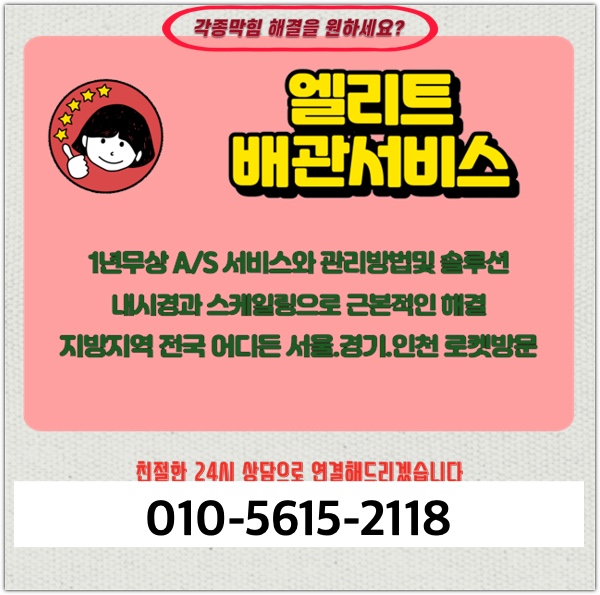 각종막힘 해결을 원하세요?
엘리트
배관서비스
1년무상 A/S 서비스와 관리방법및 솔루션
내시경과 스케일링으로 근본적인 해결
지방지역 전국 어디든 서울.경기.인천 로켓방문
친절한 24시 상담으로 연결해드리겠습니다
010-5615-2118